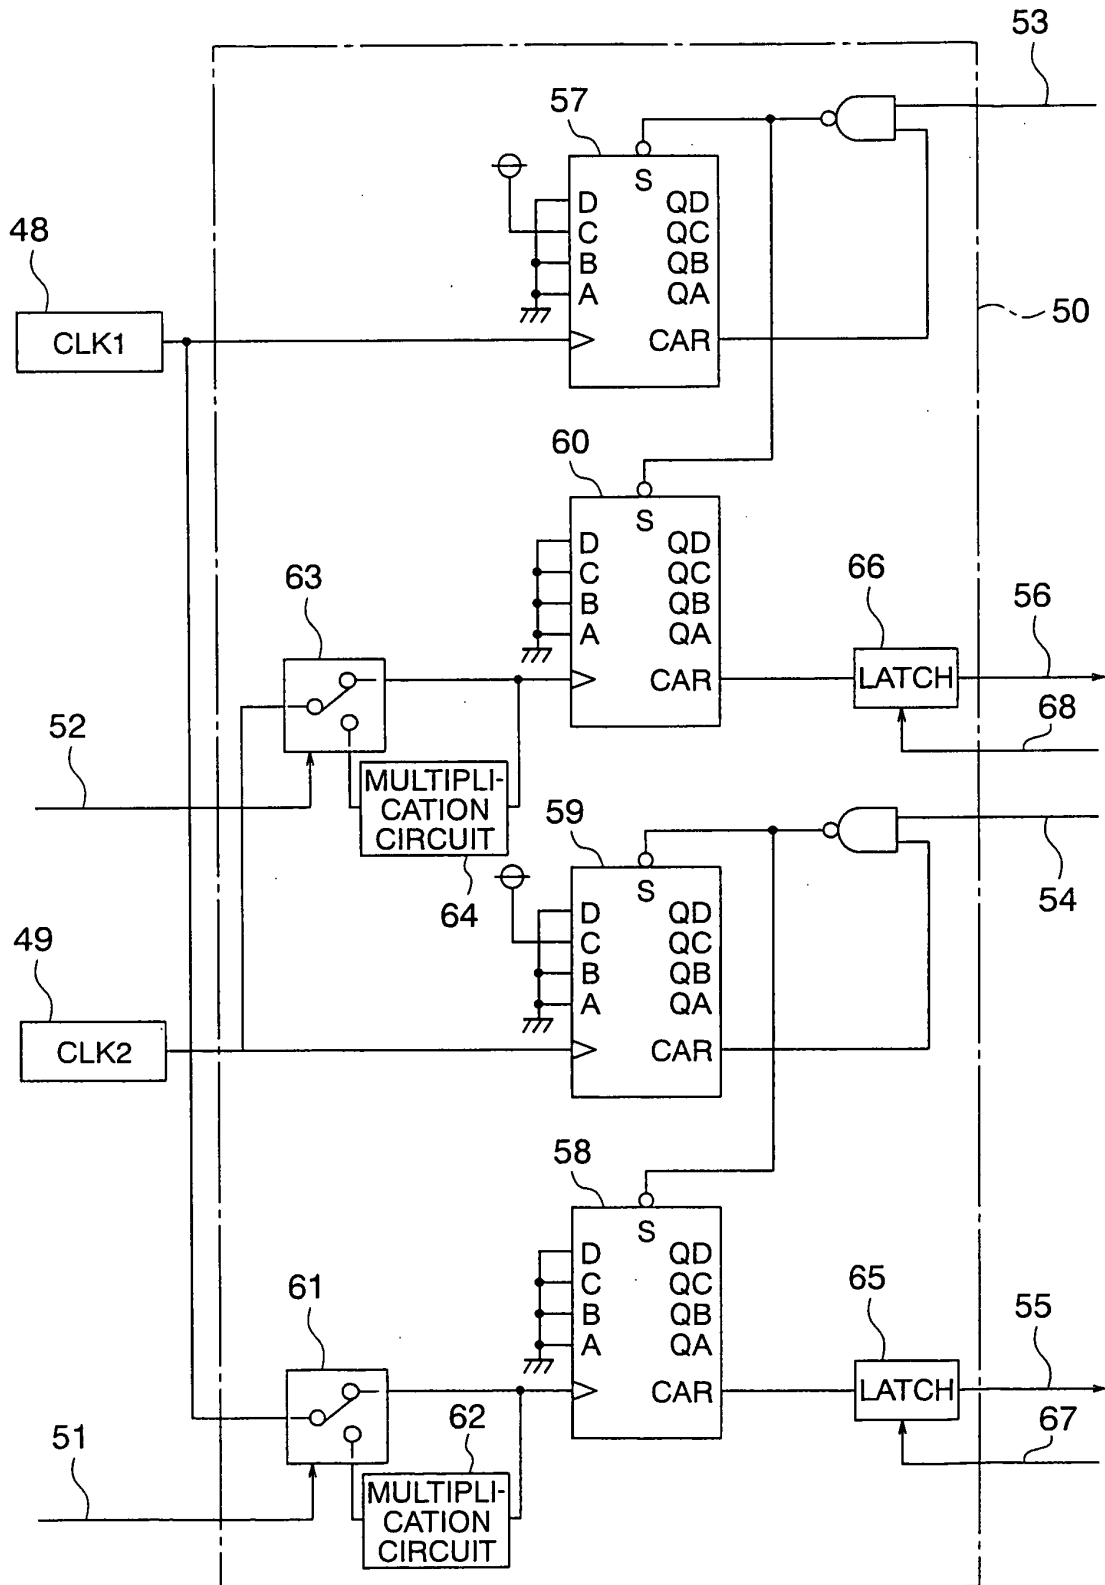 53
57
S
D QD
C QC
B QB
A QA
CAR
48
CLK1
50
60
S
D QD
C QC
B QB
A QA
CAR
63
66
56
LATCH
68
52
MULTIPLI-
CATION
CIRCUIT
64
59
54
S
D QD
C QC
B QB
A QA
CAR
49
CLK2
58
S
D QD
C QC
B QB
A QA
CAR
61
65
55
LATCH
67
51
62
MULTIPLI-
CATION
CIRCUIT